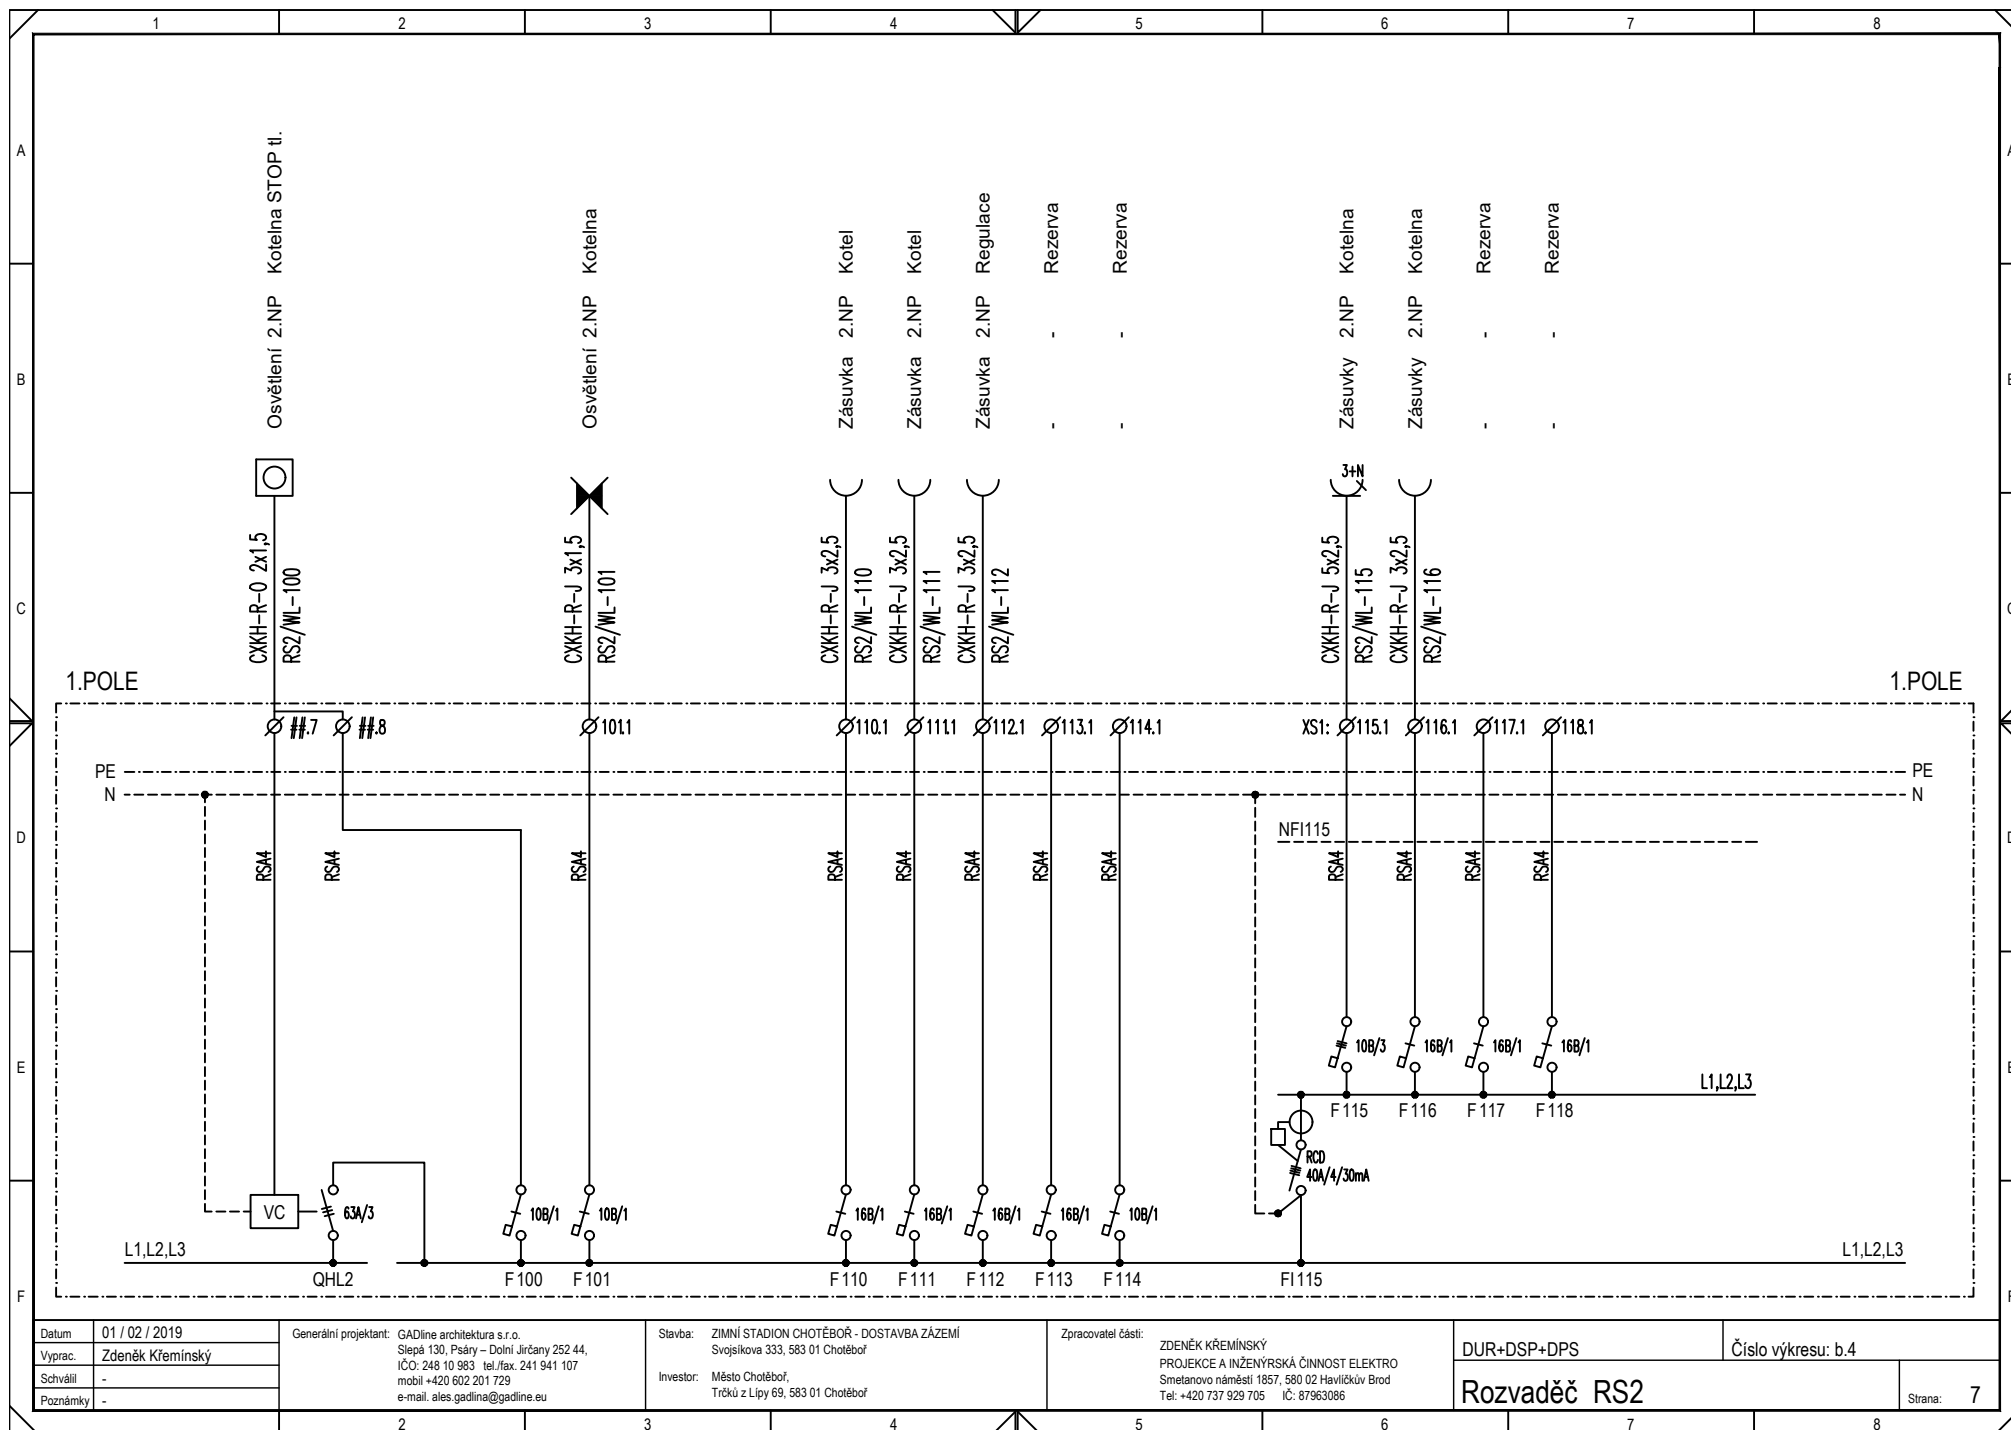 1 2 3 4 5 6 7 8
A
B
C
D
E
F
Osvětlení 2.NP Kotelna STOP tl.
Osvětlení 2.NP Kotelna
Zásuvka 2.NP Kotel
Zásuvka 2.NP Kotel
Zásuvka 2.NP Regulace
- - Rezerva
- - Rezerva
Zásuvky 2.NP Kotelna
Zásuvky 2.NP Kotelna
- - Rezerva
- - Rezerva
3+N
CXKH-R-O 2x1,5
RS2/WL-100
CXKH-R-J 3x1,5
RS2/WL-101
CXKH-R-J 3x2,5
RS2/WL-110
CXKH-R-J 3x2,5
RS2/WL-111
CXKH-R-J 3x2,5
RS2/WL-112
CXKH-R-J 5x2,5
RS2/WL-115
CXKH-R-J 3x2,5
RS2/WL-116
1.POLE 1.POLE
##.7 ##.8 101.1 110.1 111.1 112.1 113.1 114.1 XS1: 115.1 116.1 117.1 118.1
PE PE
N N
NFI115
RSA4 RSA4 RSA4 RSA4 RSA4 RSA4 RSA4 RSA4 RSA4 RSA4 RSA4 RSA4
10B/3 16B/1 16B/1 16B/1
L1,L2,L3
F115 F116 F117 F118
RCD
40A/4/30mA
VC 63A/3 10B/1 10B/1 16B/1 16B/1 16B/1 16B/1 10B/1
L1,L2,L3 L1,L2,L3
QHL2 F100 F101 F110 F111 F112 F113 F114 FI115
Datum 01 / 02 / 2019
Vyprac. Zdeněk Křemínský
Schválil -
Poznámky -
Generální projektant: GADline architektura s.r.o.
Slepá 130, Psáry – Dolní Jirčany 252 44,
IČO: 248 10 983 tel./fax. 241 941 107
mobil +420 602 201 729
e-mail. ales.gadlina@gadline.eu
Stavba: ZIMNÍ STADION CHOTĚBOŘ - DOSTAVBA ZÁZEMÍ
Svojsíkova 333, 583 01 Chotěboř
Investor: Město Chotěboř,
Trčků z Lípy 69, 583 01 Chotěboř
Zpracovatel části:
ZDENĚK KŘEMÍNSKÝ
PROJEKCE A INŽENÝRSKÁ ČINNOST ELEKTRO
Smetanovo náměstí 1857, 580 02 Havlíčkův Brod
Tel: +420 737 929 705 IČ: 87963086
DUR+DSP+DPS
Číslo výkresu: b.4
Rozvaděč RS2
Strana: 7
2 3 4 5 6 7 8